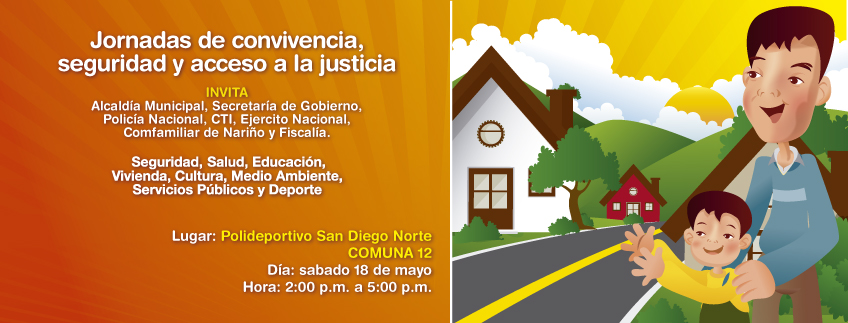 Jornadas de convivencia,
seguridad y acceso a la justicia
INVITA
Alcaldía Municipal, Secretaría de Gobierno,
Policía Nacional, CTI, Ejercito Nacional,
Comfamiliar de Nariño y Fiscalía.
Seguridad, Salud, Educación,
Vivienda, Cultura, Medio Ambiente,
Servicios Públicos y Deporte
Lugar: Polideportivo San Diego Norte
COMUNA 12
Día: sabado 18 de mayo
Hora: 2:00 p.m. a 5:00 p.m.